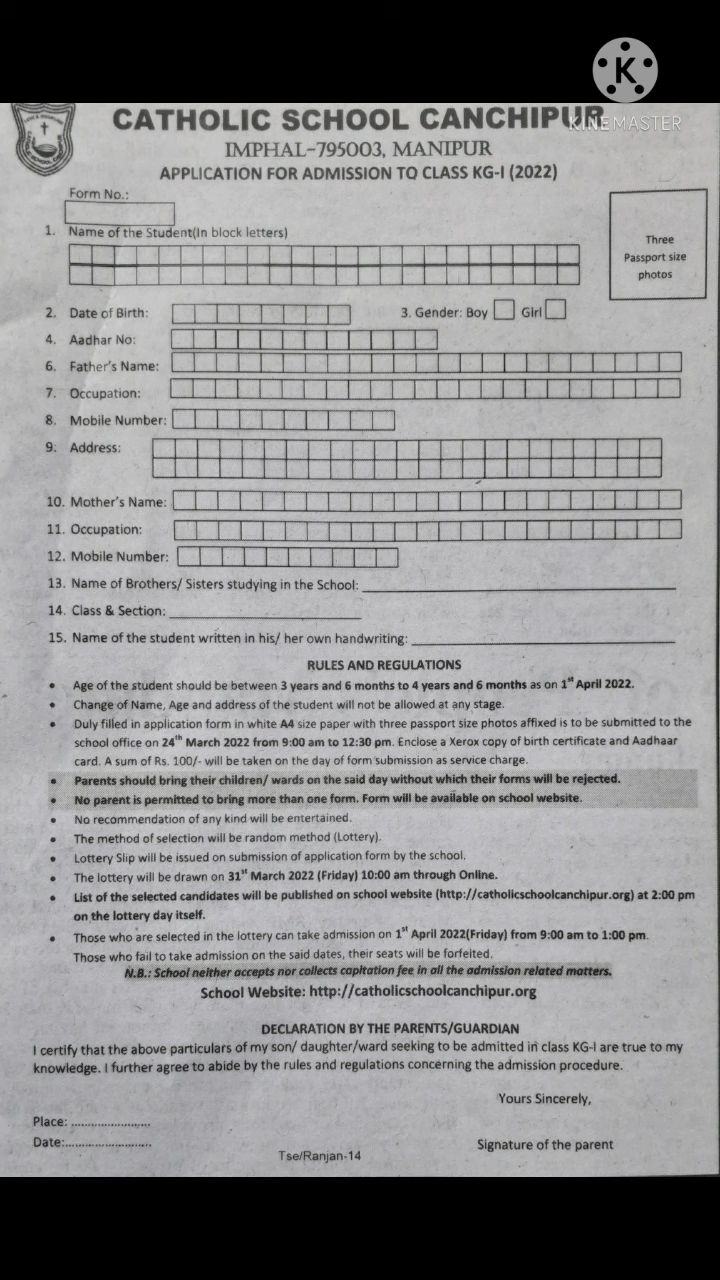 K
KINEMASTER
CATHOLIC SCHOOL CANCHIPUR
IMPHAL-795003, MANIPUR
APPLICATION FOR ADMISSION TO CLASS KG-I (2022)
Form No.:
1. Name of the Student(In block letters)
Three
Passport size
photos
2. Date of Birth:
3. Gender: Boy Girl
4. Aadhar No:
6. Father's Name:
7. Occupation:
8. Mobile Number:
9. Address:
10. Mother's Name:
11. Occupation:
12. Mobile Number:
13. Name of Brothers/ Sisters studying in the School:
14. Class & Section:
15. Name of the student written in his/ her own handwriting:
RULES AND REGULATIONS
• Age of the student should be between 3 years and 6 months to 4 years and 6 months as on 1st April 2022.
• Change of Name, Age and address of the student will not be allowed at any stage.
• Duly filled in application form in white A4 size paper with three passport size photos affixed is to be submitted to the
school office on 24th March 2022 from 9:00 am to 12:30 pm. Enclose a Xerox copy of birth certificate and Aadhaar
card. A sum of Rs. 100/- will be taken on the day of form submission as service charge.
• Parents should bring their children/ wards on the said day without which their forms will be rejected.
• No parent is permitted to bring more than one form. Form will be available on school website.
• No recommendation of any kind will be entertained.
• The method of selection will be random method (Lottery).
• Lottery Slip will be issued on submission of application form by the school.
• The lottery will be drawn on 31st March 2022 (Friday) 10:00 am through Online.
• List of the selected candidates will be published on school website (http://catholicschoolcanchipur.org) at 2:00 pm
on the lottery day itself.
• Those who are selected in the lottery can take admission on 1st April 2022(Friday) from 9:00 am to 1:00 pm.
Those who fail to take admission on the said dates, their seats will be forfeited.
N.B.: School neither accepts nor collects capitation fee in all the admission related matters.
School Website: http://catholicschoolcanchipur.org
DECLARATION BY THE PARENTS/GUARDIAN
I certify that the above particulars of my son/ daughter/ward seeking to be admitted in class KG-I are true to my
knowledge. I further agree to abide by the rules and regulations concerning the admission procedure.
Yours Sincerely,
Place: ........................
Date:..........................
Signature of the parent
Tse/Ranjan-14